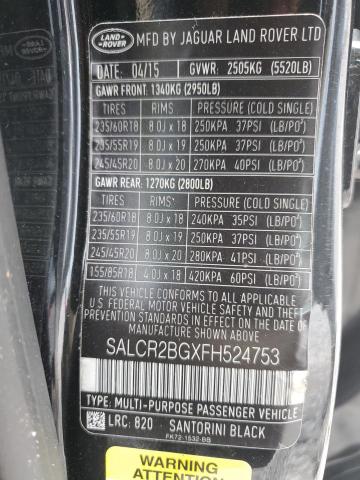 LAND ROVER
MFD BY JAGUAR LAND ROVER LTD
DATE: 04/15 GVWR: 2505KG (5520LB)
GAWR FRONT: 1340KG (2950LB)
TIRES RIMS PRESSURE (COLD SINGLE)
235/60R18 8.0J x 18 250KPA 37PSI (LB/PO²)
235/55R19 8.0J x 19 250KPA 37PSI (LB/PO²)
245/45R20 8.0J x 20 270KPA 40PSI (LB/PO²)
GAWR REAR: 1270KG (2800LB)
TIRES RIMS PRESSURE (COLD SINGLE)
235/60R18 8.0J x 18 240KPA 35PSI (LB/PO²)
235/55R19 8.0J x 19 250KPA 37PSI (LB/PO²)
245/45R20 8.0J x 20 280KPA 41PSI (LB/PO²)
155/85R18 4.0J x 18 420KPA 60PSI (LB/PO²)
THIS VEHICLE CONFORMS TO ALL APPLICABLE
U.S. FEDERAL MOTOR VEHICLE SAFETY AND
THEFT PREVENTION STANDARDS IN EFFECT
ON THE DATE OF MANUFACTURE SHOWN ABOVE.
SALCR2BGXFH524753
TYPE: MULTI-PURPOSE PASSENGER VEHICLE
LRC: 820 SANTORINI BLACK
FK72-1532-BB
WARNING ATTENTION